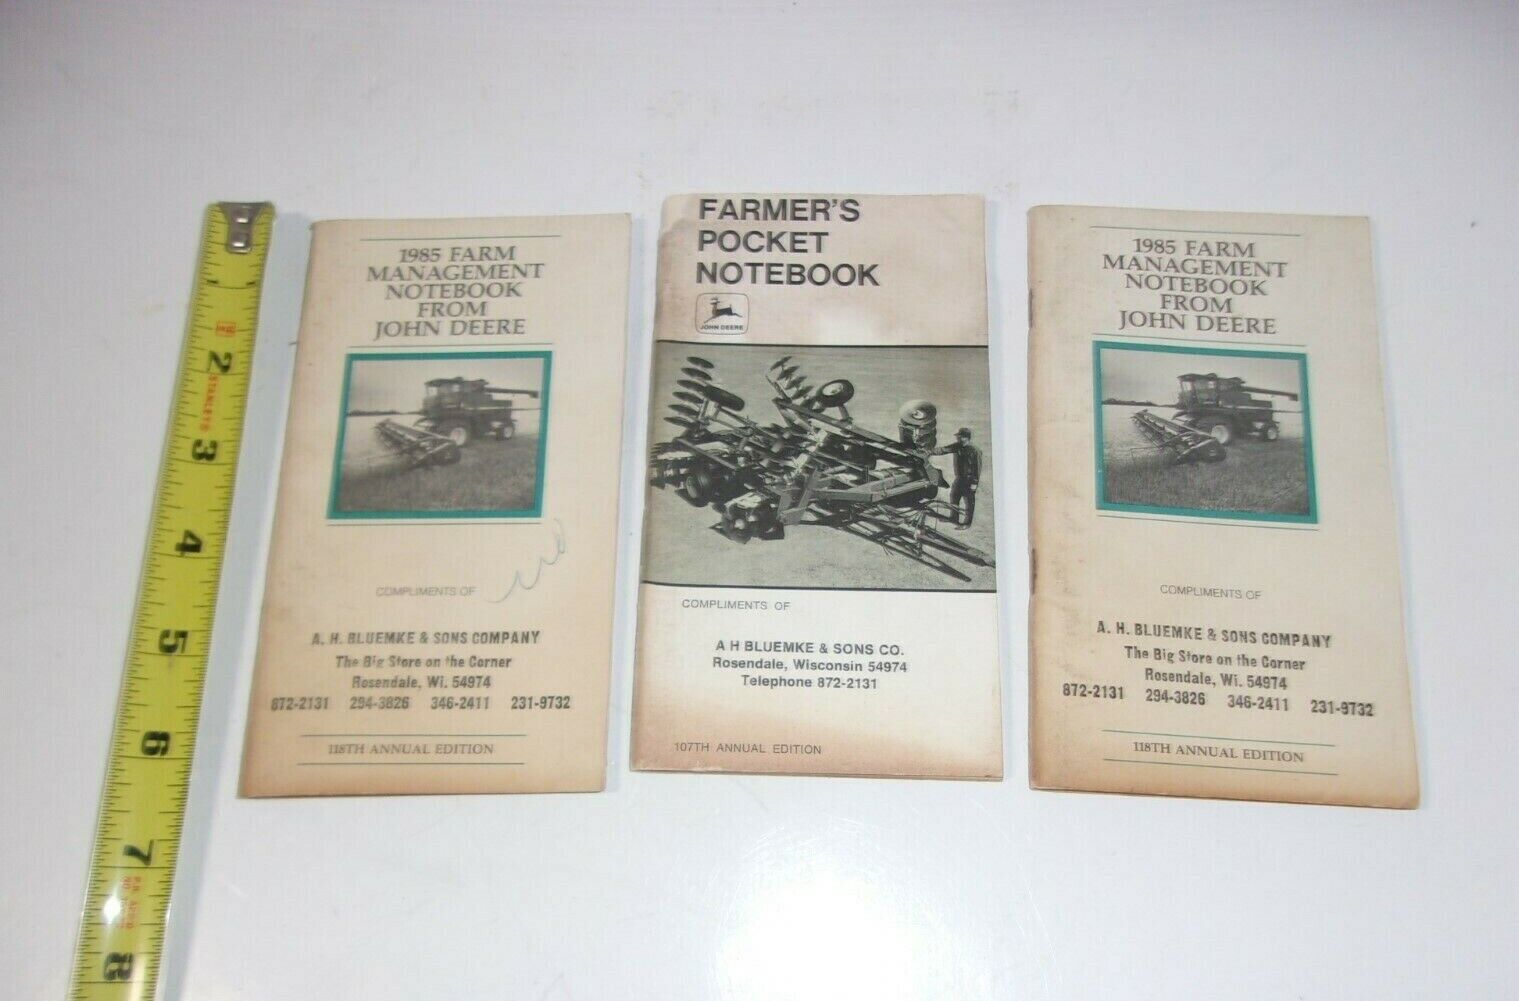 2
STANLEY
3
4
5
6
7
8
1985 FARM
MANAGEMENT
NOTEBOOK
FROM
JOHN DEERE
COMPLIMENTS OF
A. H. BLUEMKE & SONS COMPANY
The Big Store on the Corner
Rosendale, Wi. 54974
872-2131 294-3826 346-2411 231-9732
118TH ANNUAL EDITION
FARMER'S
POCKET
NOTEBOOK
JOHN DEERE
COMPLIMENTS OF
A H BLUEMKE & SONS CO.
Rosendale, Wisconsin 54974
Telephone 872-2131
107TH ANNUAL EDITION
1985 FARM
MANAGEMENT
NOTEBOOK
FROM
JOHN DEERE
COMPLIMENTS OF
A. H. BLUEMKE & SONS COMPANY
The Big Store on the Corner
Rosendale, Wi. 54974
872-2131 294-3826 346-2411 231-9732
118TH ANNUAL EDITION